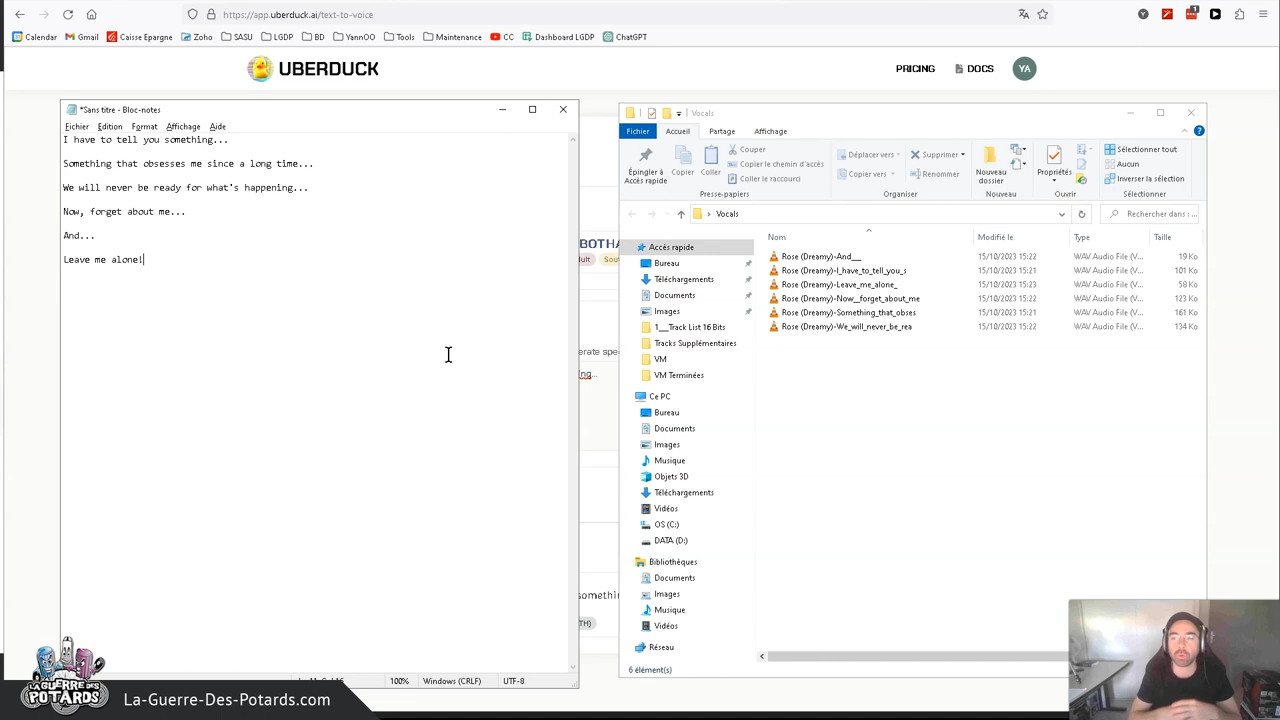 https://app.uberduck.ai/text-to-voice
Calendar Gmail Caisse Epargne Zoho SASU LGDP BD YannOO Tools Maintenance CC Dashboard LGDP ChatGPT
UBERDUCK
PRICING DOCS YA
*Sans titre - Bloc-notes
Fichier Edition Format Affichage Aide
I have to tell you something...
Something that obsesses me since a long time...
We will never be ready for what's happening...
Now, forget about me...
And...
Leave me alone!
100% Windows (CRLF) UTF-8
Vocals
Fichier Accueil Partage Affichage
Épingler à Accès rapide
Copier
Coller
Couper
Copier le chemin d'accès
Coller le raccourci
Presse-papiers
Déplacer vers
Copier vers
Supprimer
Renommer
Organiser
Nouveau dossier
Nouveau
Propriétés
Ouvrir
Sélectionner tout
Aucun
Inverser la sélection
Sélectionner
Vocals
Rechercher dans : ...
Accès rapide
Bureau
Téléchargements
Documents
Images
1__Track List 16 Bits
Tracks Supplémentaires
VM
VM Terminées
Ce PC
Bureau
Documents
Images
Musique
Objets 3D
Téléchargements
Vidéos
OS (C:)
DATA (D:)
Bibliothèques
Documents
Images
Musique
Vidéos
Réseau
Nom Modifié le Type Taille
Rose (Dreamy)-And___ 15/10/2023 15:22 WAV Audio File (V... 19 Ko
Rose (Dreamy)-I_have_to_tell_you_s 15/10/2023 15:21 WAV Audio File (V... 101 Ko
Rose (Dreamy)-Leave_me_alone_ 15/10/2023 15:23 WAV Audio File (V... 58 Ko
Rose (Dreamy)-Now__forget_about_me 15/10/2023 15:22 WAV Audio File (V... 123 Ko
Rose (Dreamy)-Something_that_obses 15/10/2023 15:22 WAV Audio File (V... 161 Ko
Rose (Dreamy)-We_will_never_be_rea 15/10/2023 15:22 WAV Audio File (V... 134 Ko
6 élément(s)
LA GUERRE DES POTARDS
La-Guerre-Des-Potards.com